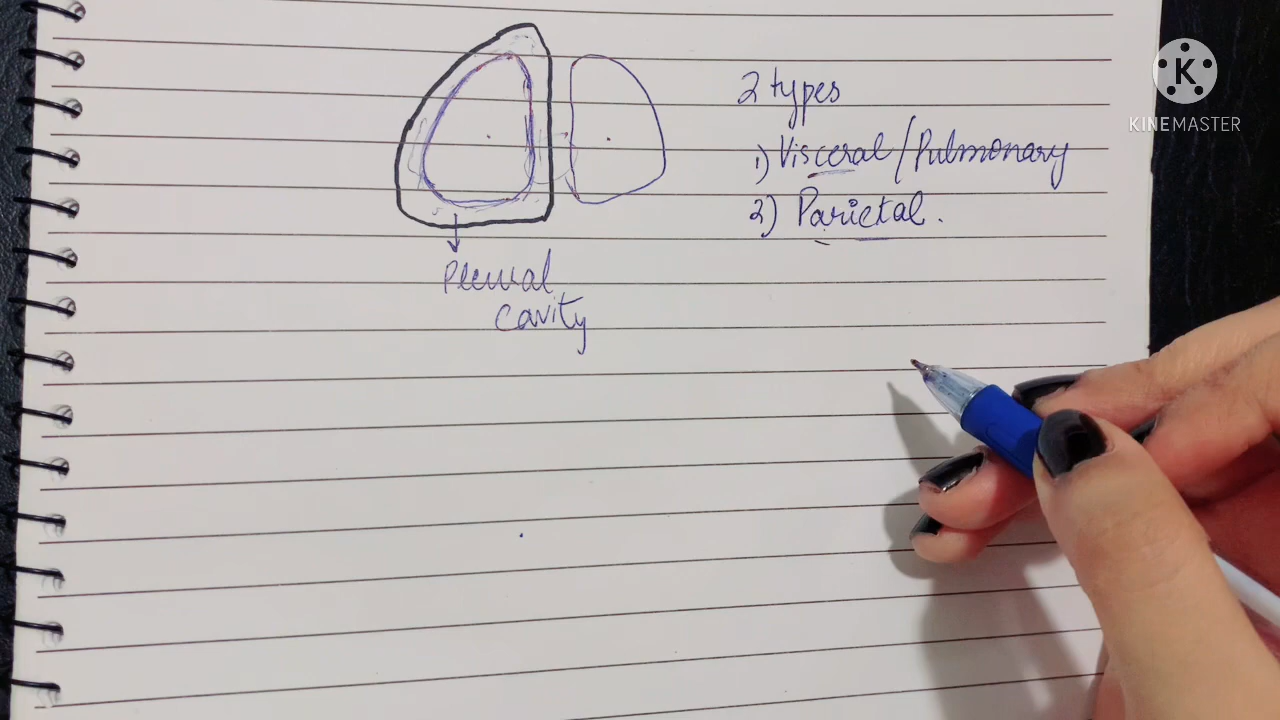 2 types
1) Visceral/Pulmonary
2) Parietal.
Pleural
cavity
K
KINEMASTER